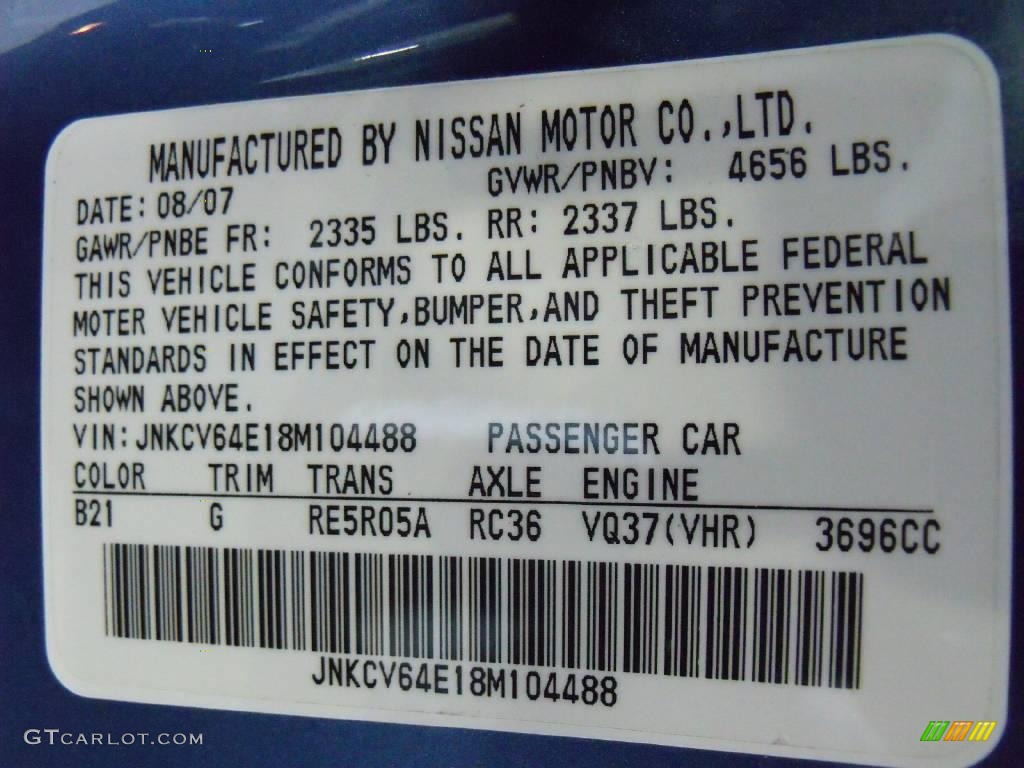 MANUFACTURED BY NISSAN MOTOR CO.,LTD.
DATE: 08/07 GVWR/PNBV: 4656 LBS.
GAWR/PNBE FR: 2335 LBS. RR: 2337 LBS.
THIS VEHICLE CONFORMS TO ALL APPLICABLE FEDERAL
MOTER VEHICLE SAFETY,BUMPER,AND THEFT PREVENTION
STANDARDS IN EFFECT ON THE DATE OF MANUFACTURE
SHOWN ABOVE.
VIN: JNKCV64E18M104488 PASSENGER CAR
COLOR TRIM TRANS AXLE ENGINE
B21 G RE5R05A RC36 VQ37(VHR) 3696CC
JNKCV64E18M104488
GTCARLOT.COM